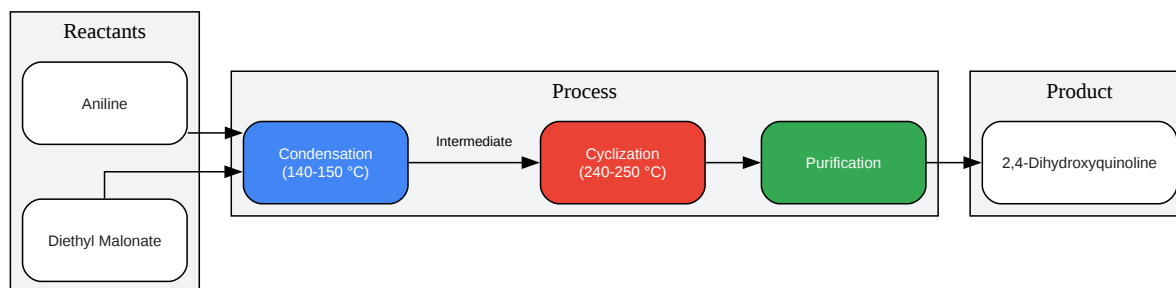 Reactants
Aniline
Diethyl Malonate
Process
Condensation
(140-150 °C)
Intermediate
Cyclization
(240-250 °C)
Purification
Product
2,4-Dihydroxyquinoline